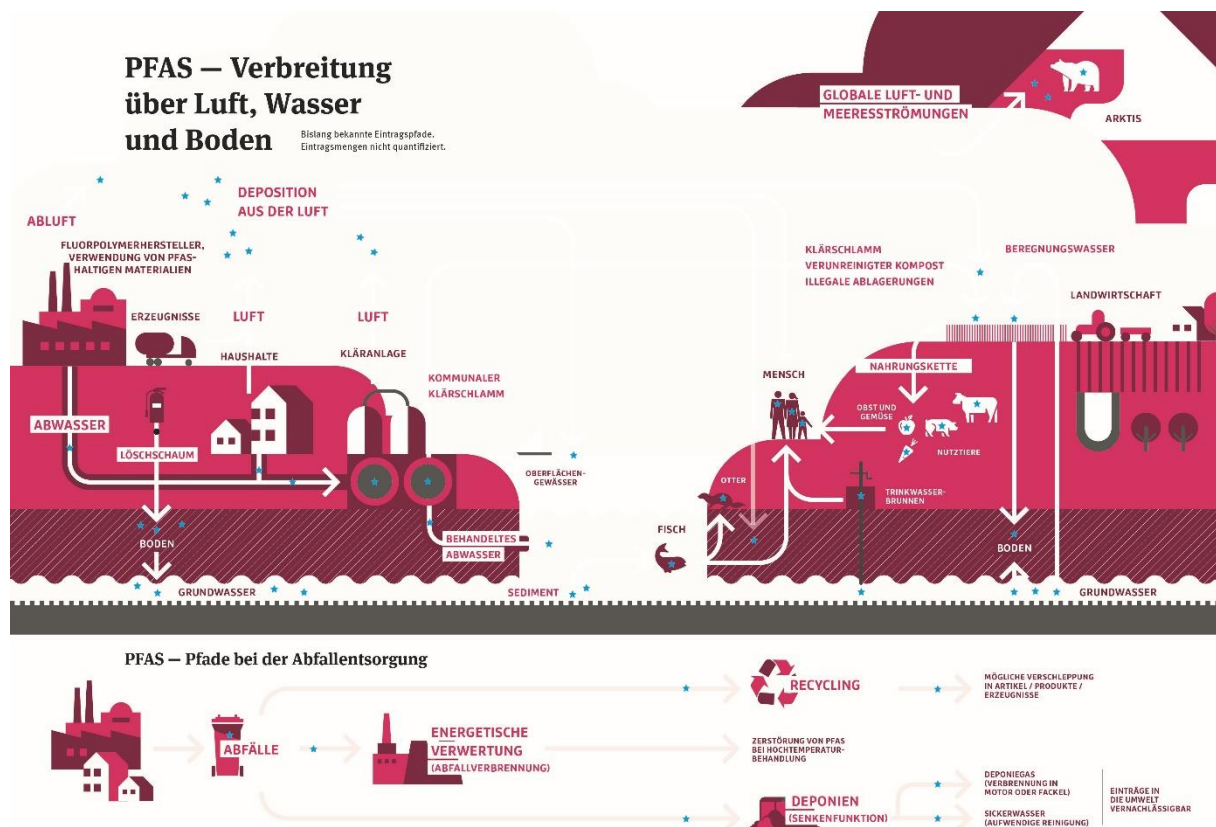 PFAS — Verbreitung
über Luft, Wasser
und Boden
Bislang bekannte Eintragspfade.
Eintragsmengen nicht quantifiziert.
GLOBALE LUFT- UND
MEERESSTRÖMUNGEN
ARKTIS
DEPOSITION
AUS DER LUFT
ABLUFT
FLUORPOLYMERHERSTELLER,
VERWENDUNG VON PFAS-
HALTIGEN MATERIALIEN
ERZEUGNISSE
LUFT
LUFT
HAUSHALTE
KLÄRANLAGE
KOMMUNALER
KLÄRSCHLAMM
ABWASSER
LÖSCHSCHAUM
BODEN
GRUNDWASSER
BEHANDELTES
ABWASSER
OBERFLÄCHEN-
GEWÄSSER
SEDIMENT
KLÄRSCHLAMM
VERUNREINIGTER KOMPOST
ILLEGALE ABLAGERUNGEN
BEREGNUNGSWASSER
LANDWIRTSCHAFT
MENSCH
NAHRUNGSKETTE
OBST UND
GEMÜSE
NUTZTIERE
OTTER
TRINKWASSER-
BRUNNEN
FISCH
BODEN
GRUNDWASSER
PFAS — Pfade bei der Abfallentsorgung
ABFÄLLE
ENERGETISCHE
VERWERTUNG
(ABFALLVERBRENNUNG)
RECYCLING
MÖGLICHE VERSCHLEPPUNG
IN ARTIKEL / PRODUKTE /
ERZEUGNISSE
ZERSTÖRUNG VON PFAS
BEI HOCHTEMPERATUR-
BEHANDLUNG
DEPONIEN
(SENKENFUNKTION)
DEPONIEGAS
(VERBRENNUNG IN
MOTOR ODER FACKEL)
SICKERWASSER
(AUFWENDIGE REINIGUNG)
EINTRÄGE IN
DIE UMWELT
VERNACHLÄSSIGBAR